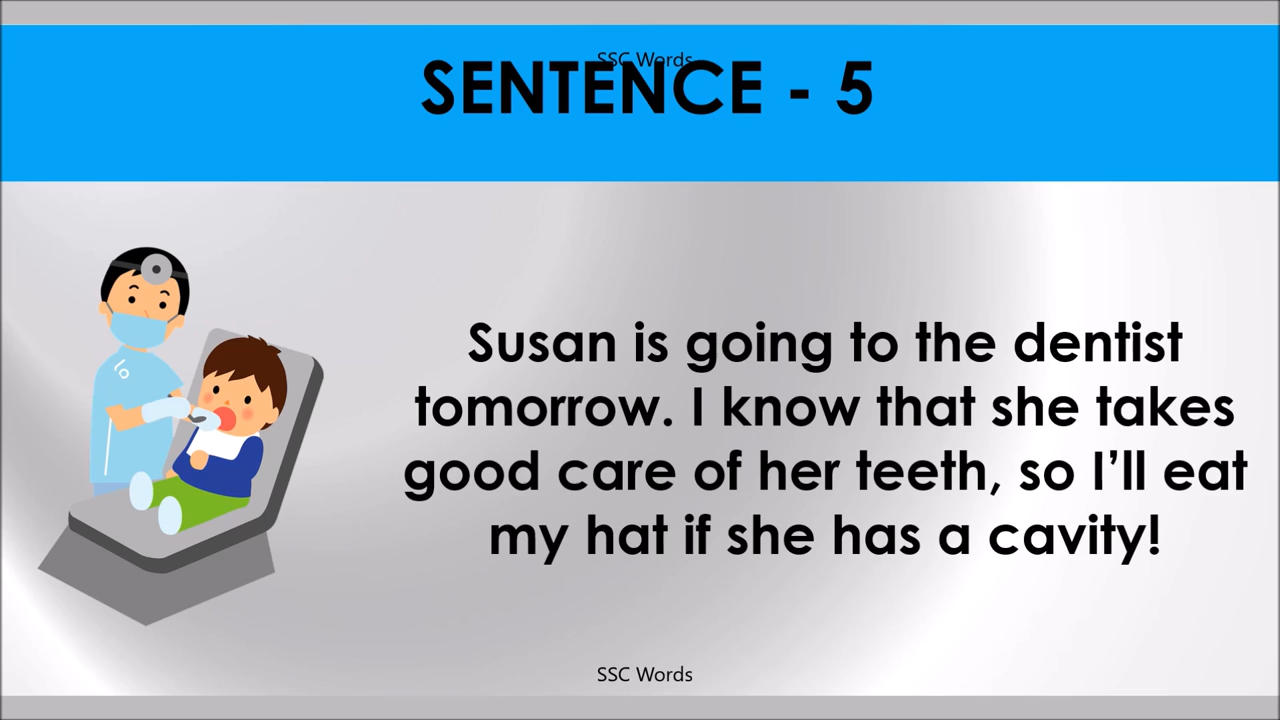 SSC Words
SENTENCE - 5
Susan is going to the dentist
tomorrow. I know that she takes
good care of her teeth, so I’ll eat
my hat if she has a cavity!
SSC Words